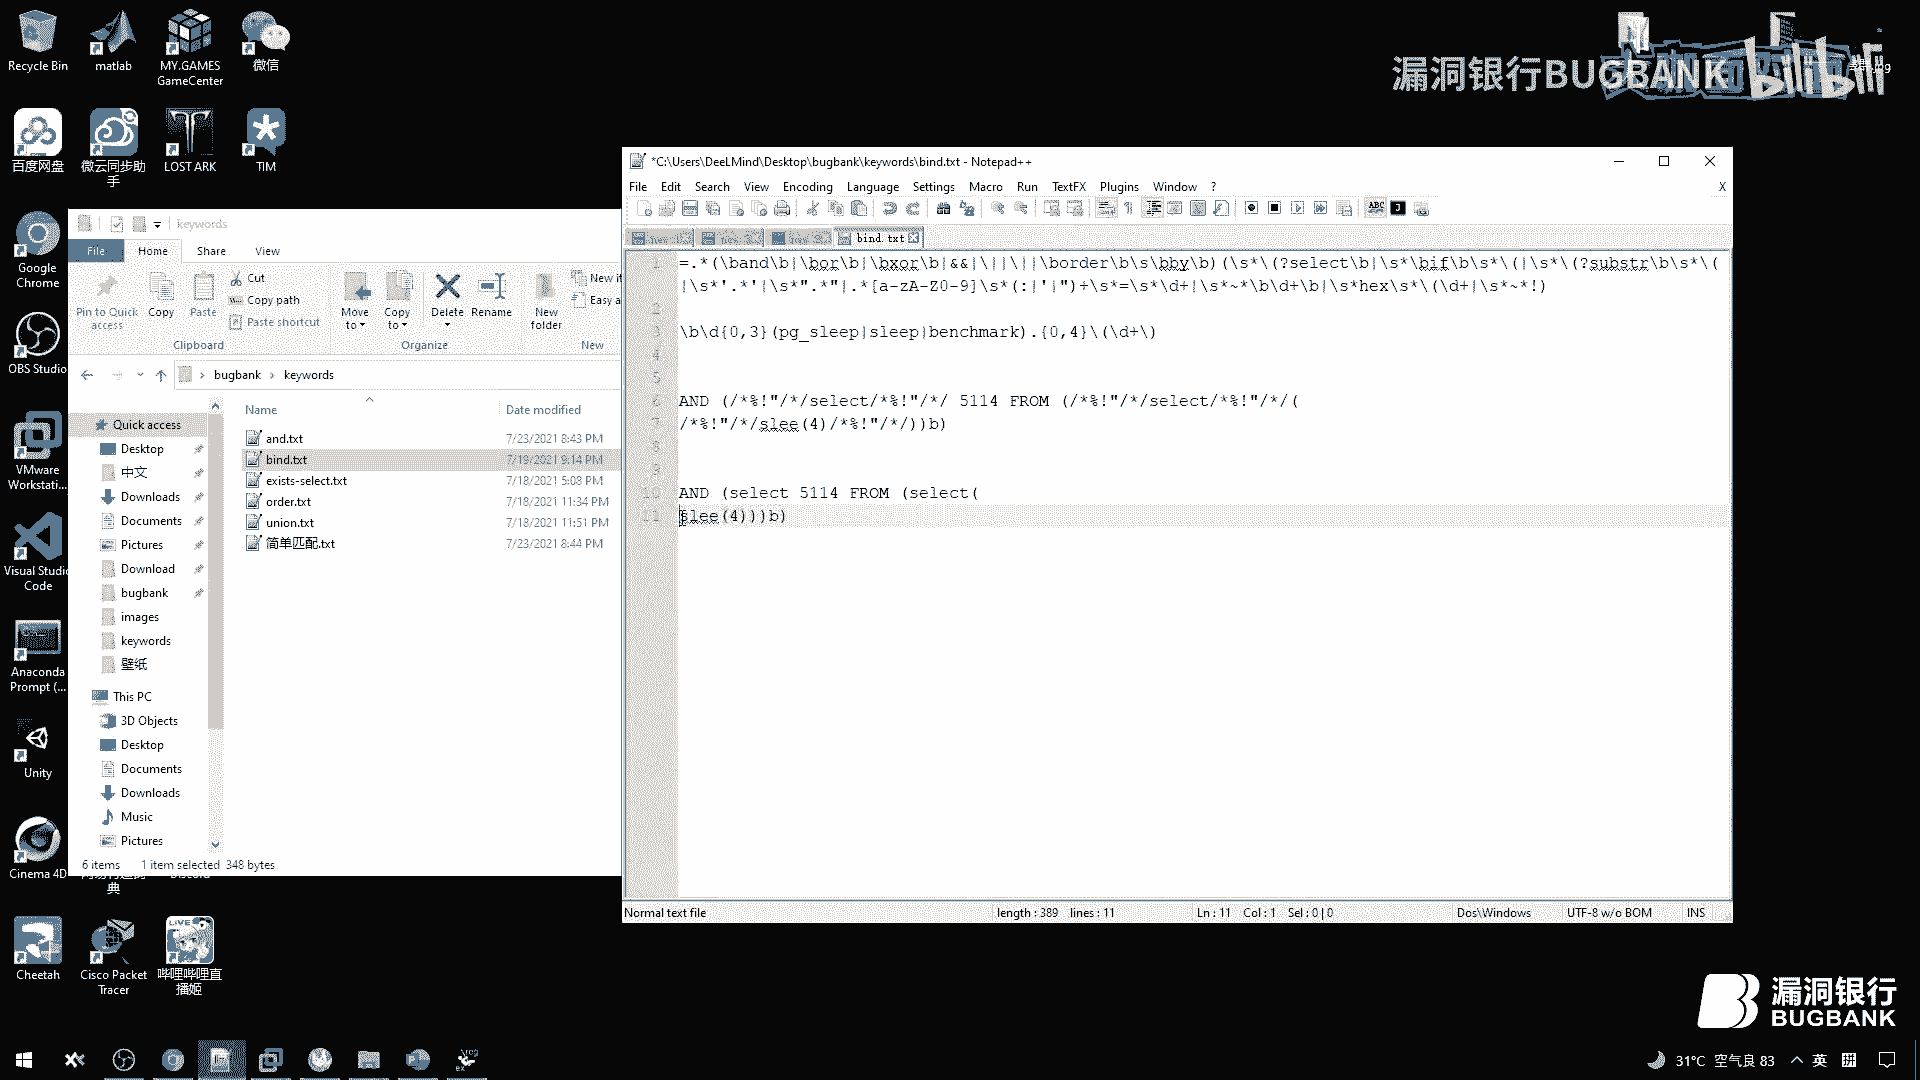 Recycle Bin
matlab
MY.GAMES
GameCenter
微信
百度网盘
微云同步助
手
LOST ARK
TIM
Google
Chrome
OBS Studio
VMware
Workstati...
Visual Studio
Code
Anaconda
Prompt (...
Unity
Cinema 4D
典
Cheetah
Cisco Packet
Tracer
哔哩哔哩直
播姬
漏洞银行BUGBANK
bilibili
keywords
File
Home
Share
View
Pin to Quick
access
Copy
Paste
Cut
Copy path
Paste shortcut
Clipboard
Move
to
Copy
to
Delete
Rename
Organize
New
folder
New it
Easy a
New
bugbank
keywords
Name
Date modified
and.txt 7/23/2021 8:43 PM
bind.txt 7/19/2021 9:14 PM
exists-select.txt 7/18/2021 5:08 PM
order.txt 7/18/2021 11:34 PM
union.txt 7/18/2021 11:51 PM
简单匹配.txt 7/23/2021 8:44 PM
Quick access
Desktop
中文
Downloads
Documents
Pictures
Download
bugbank
images
keywords
壁纸
This PC
3D Objects
Desktop
Documents
Downloads
Music
Pictures
6 items 1 item selected 348 bytes
*C:\Users\DeeLMind\Desktop\bugbank\keywords\bind.txt - Notepad++
File Edit Search View Encoding Language Settings Macro Run TextFX Plugins Window ? X
bind.txt
1 =.*(\band\b|\bor\b|\bxor\b|&&|\||\||\border\b\s\bby\b)(\s*\(?select\b|\s*\bif\b\s*\(|\s*\(?substr\b\s*\(
|\s*'.*'|\s*".*"|.*[a-zA-Z0-9]\s*(:|'|")+\s*=\s*\d+|\s*~*\b\d+\b|\s*hex\s*\(\d+|\s*~*!)
2
3 \b\d{0,3}(pg_sleep|sleep|benchmark).{0,4}\(\d+\)
4
5
6 AND (/*%!"/*/select/*%!"/*/ 5114 FROM (/*%!"/*/select/*%!"/*/(
7 /*%!"/*/slee(4)/*%!"/*/))b)
8
9
10 AND (select 5114 FROM (select(
11 slee(4)))b)
Normal text file length : 389 lines : 11 Ln : 11 Col : 1 Sel : 0 | 0 Dos\Windows UTF-8 w/o BOM INS
漏洞银行
BUGBANK
31°C 空气良 83 英